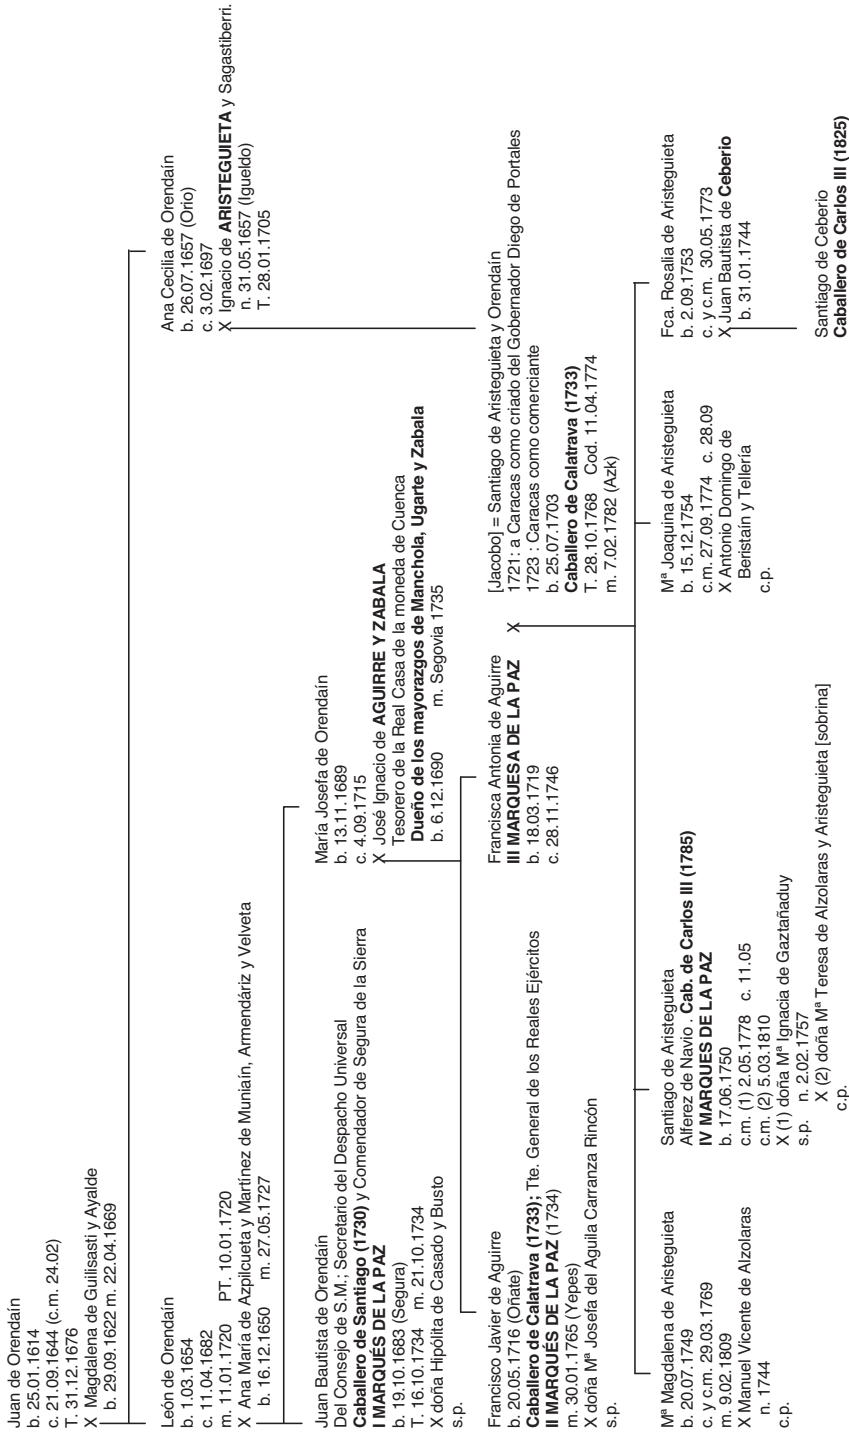 Juan de Orendaín
b. 25.01.1614
c. 21.09.1644 (c.m. 24.02)
T. 31.12.1676
X Magdalena de Guilisasti y Ayalde
b. 29.09.1622 m. 22.04.1669
León de Orendaín
b. 1.03.1654
c. 11.04.1682
m. 11.01.1720 PT. 10.01.1720
X Ana María de Azpilcueta y Martínez de Muniaín, Armendáriz y Velveta
b. 16.12.1650 m. 27.05.1727
Ana Cecilia de Orendaín
b. 26.07.1657 (Orio)
c. 3.02.1697
X Ignacio de ARISTEGUIETA y Sagastiberri.
n. 31.05.1657 (Igueldo)
T. 28.01.1705
Juan Bautista de Orendaín
Del Consejo de S.M.; Secretario del Despacho Universal
Caballero de Santiago (1730) y Comendador de Segura de la Sierra
I MARQUÉS DE LA PAZ
b. 19.10.1683 (Segura)
T. 16.10.1734 m. 21.10.1734
X doña Hipólita de Casado y Busto
s.p.
María Josefa de Orendaín
b. 13.11.1689
c. 4.09.1715
X José Ignacio de AGUIRRE Y ZABALA
Tesorero de la Real Casa de la moneda de Cuenca
Dueño de los mayorazgos de Manchola, Ugarte y Zabala
b. 6.12.1690 m. Segovia 1735
Francisco Javier de Aguirre
b. 20.05.1716 (Oñate)
Caballero de Calatrava (1733); Tte. General de los Reales Ejércitos
II MARQUÉS DE LA PAZ (1734)
m. 30.01.1765 (Yepes)
X doña Mª Josefa del Aguila Carranza Rincón
s.p.
Francisca Antonia de Aguirre
III MARQUESA DE LA PAZ
b. 18.03.1719
c. 28.11.1746
X
[Jacobo] = Santiago de Aristeguieta y Orendaín
1721: a Caracas como criado del Gobernador Diego de Portales
1723 : Caracas como comerciante
b. 25.07.1703
Caballero de Calatrava (1733)
T. 28.10.1768 Cod. 11.04.1774
m. 7.02.1782 (Azk)
Mª Magdalena de Aristeguieta
b. 20.07.1749
c. y c.m. 29.03.1769
m. 9.02.1809
X Manuel Vicente de Alzolaras
n. 1744
c.p.
Santiago de Aristeguieta
Alferez de Navio . Cab. de Carlos III (1785)
IV MARQUES DE LA PAZ
b. 17.06.1750
c.m. (1) 2.05.1778 c. 11.05
c.m. (2) 5.03.1810
X (1) doña Mª Ignacia de Gaztañaduy
s.p. n. 2.02.1757
X (2) doña Mª Teresa de Alzolaras y Aristeguieta [sobrina]
c.p.
Mª Joaquina de Aristeguieta
b. 15.12.1754
c.m. 27.09.1774 c. 28.09
X Antonio Domingo de
Beristaín y Tellería
c.p.
Fca. Rosalia de Aristeguieta
b. 2.09.1753
c. y c.m. 30.05.1773
X Juan Bautista de Ceberio
b. 31.01.1744
Santiago de Ceberio
Caballero de Carlos III (1825)